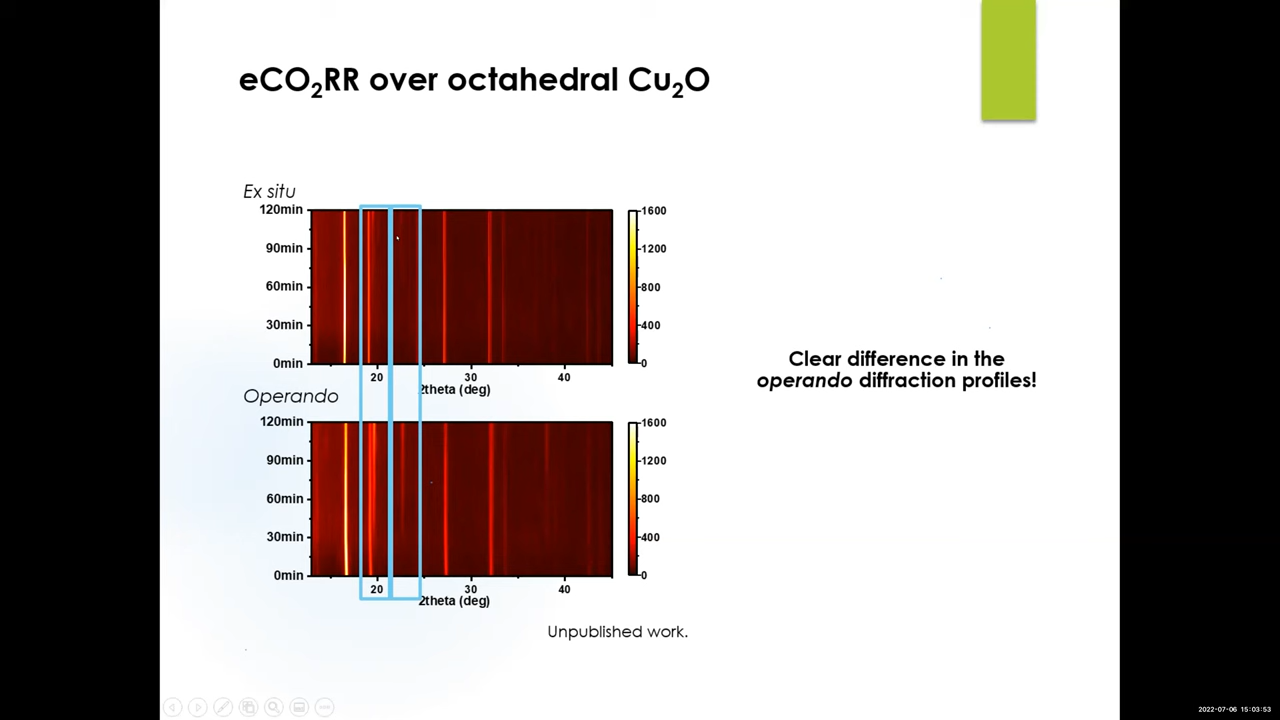 eCO₂RR over octahedral Cu₂O
Ex situ
120min
90min
60min
30min
0min
20
30
40
2theta (deg)
1600
1200
800
400
0
Operando
120min
90min
60min
30min
0min
20
30
40
2theta (deg)
1600
1200
800
400
0
Clear difference in the
operando diffraction profiles!
Unpublished work.
2022-07-06 15:03:53